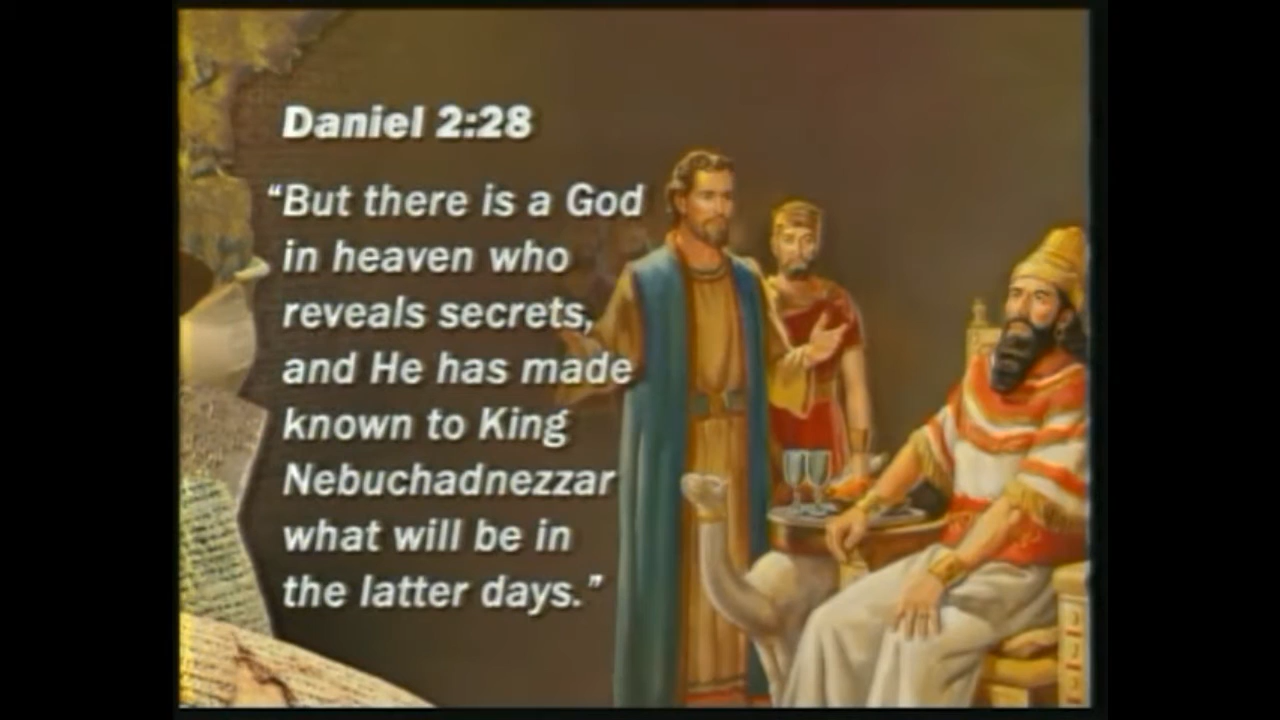 Daniel 2:28
“But there is a God
in heaven who
reveals secrets,
and He has made
known to King
Nebuchadnezzar
what will be in
the latter days.”